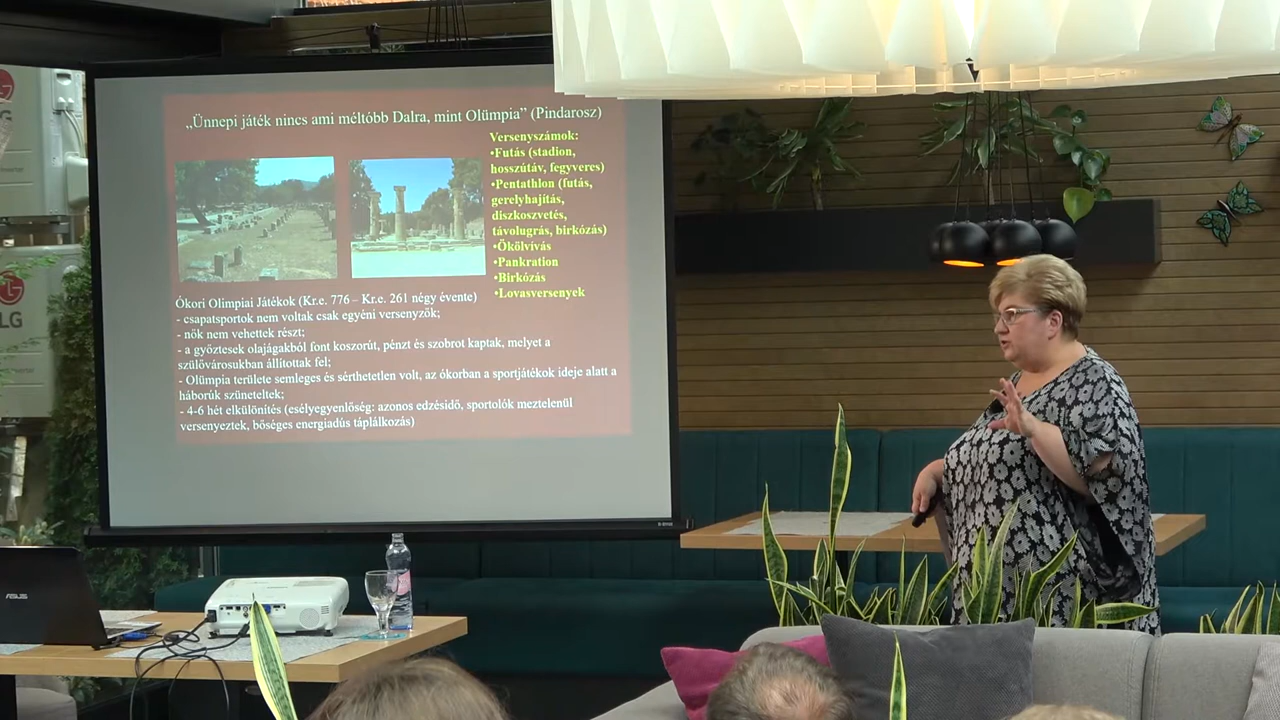 „Ünnepi játék nincs ami méltóbb Dalra, mint Olümpia” (Pindarosz)
Versenyszámok:
•Futás (stadion,
hosszútáv, fegyveres)
•Pentathlon (futás,
gerelyhajítás,
diszkoszvetés,
távolugrás, birkózás)
•Ökölvívás
•Pankration
•Birkózás
•Lovasversenyek
Ókori Olimpiai Játékok (Kr.e. 776 – Kr.e. 261 négy évente)
- csapatsportok nem voltak csak egyéni versenyzők;
- nők nem vehettek részt;
- a győztesek olajágakból font koszorút, pénzt és szobrot kaptak, melyet a
szülővárosukban állítottak fel;
- Olümpia területe semleges és sérthetetlen volt, az ókorban a sportjátékok ideje alatt a
háborúk szüneteltek;
- 4-6 hét elkülönítés (esélyegyenlőség: azonos edzésidő, sportolók meztelenül
versenyeztek, bőséges energiadús táplálkozás)
LG
ASUS